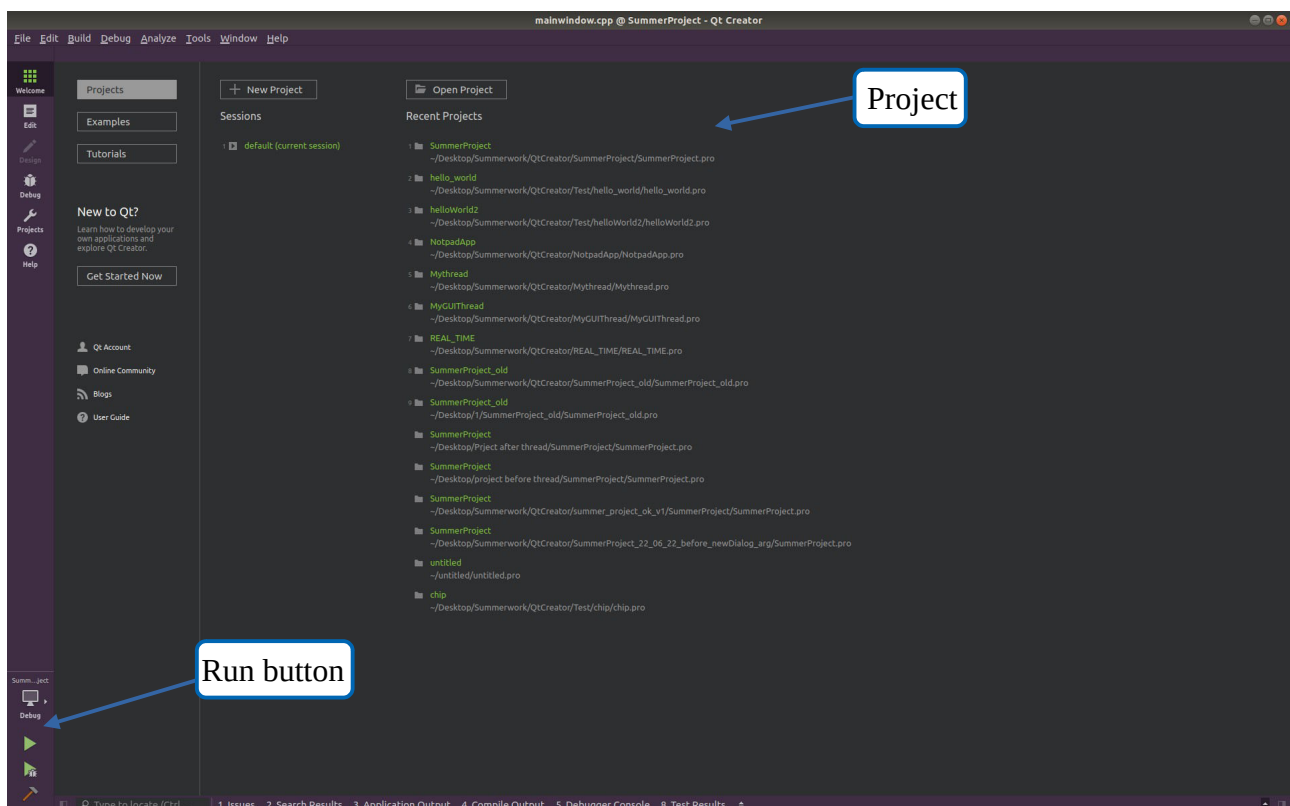 mainwindow.cpp @ SummerProject - Qt Creator
File Edit Build Debug Analyze Tools Window Help
Welcome
Edit
Design
Debug
Projects
Help
Projects
Examples
Tutorials
New to Qt?
Learn how to develop your
own applications and
explore Qt Creator.
Get Started Now
Qt Account
Online Community
Blogs
User Guide
New Project
Sessions
1 default (current session)
Open Project
Recent Projects
1 SummerProject
~/Desktop/Summerwork/QtCreator/SummerProject/SummerProject.pro
2 hello_world
~/Desktop/Summerwork/QtCreator/Test/hello_world/hello_world.pro
3 helloWorld2
~/Desktop/Summerwork/QtCreator/Test/helloWorld2/helloWorld2.pro
4 NotpadApp
~/Desktop/Summerwork/QtCreator/NotpadApp/NotpadApp.pro
5 Mythread
~/Desktop/Summerwork/QtCreator/Mythread/Mythread.pro
6 MyGUIThread
~/Desktop/Summerwork/QtCreator/MyGUIThread/MyGUIThread.pro
7 REAL_TIME
~/Desktop/Summerwork/QtCreator/REAL_TIME/REAL_TIME.pro
8 SummerProject_old
~/Desktop/Summerwork/QtCreator/SummerProject_old/SummerProject_old.pro
9 SummerProject_old
~/Desktop/1/SummerProject_old/SummerProject_old.pro
SummerProject
~/Desktop/Prject after thread/SummerProject/SummerProject.pro
SummerProject
~/Desktop/project before thread/SummerProject/SummerProject.pro
SummerProject
~/Desktop/Summerwork/QtCreator/summer_project_ok_v1/SummerProject/SummerProject.pro
SummerProject
~/Desktop/Summerwork/QtCreator/SummerProject_22_06_22_before_newDialog_arg/SummerProject.pro
untitled
~/untitled/untitled.pro
chip
~/Desktop/Summerwork/QtCreator/Test/chip/chip.pro
Project
Run button
Summ...ject
Debug
Type to locate (Ctrl... 1 Issues 2 Search Results 3 Application Output 4 Compile Output 5 Debugger Console 8 Test Results